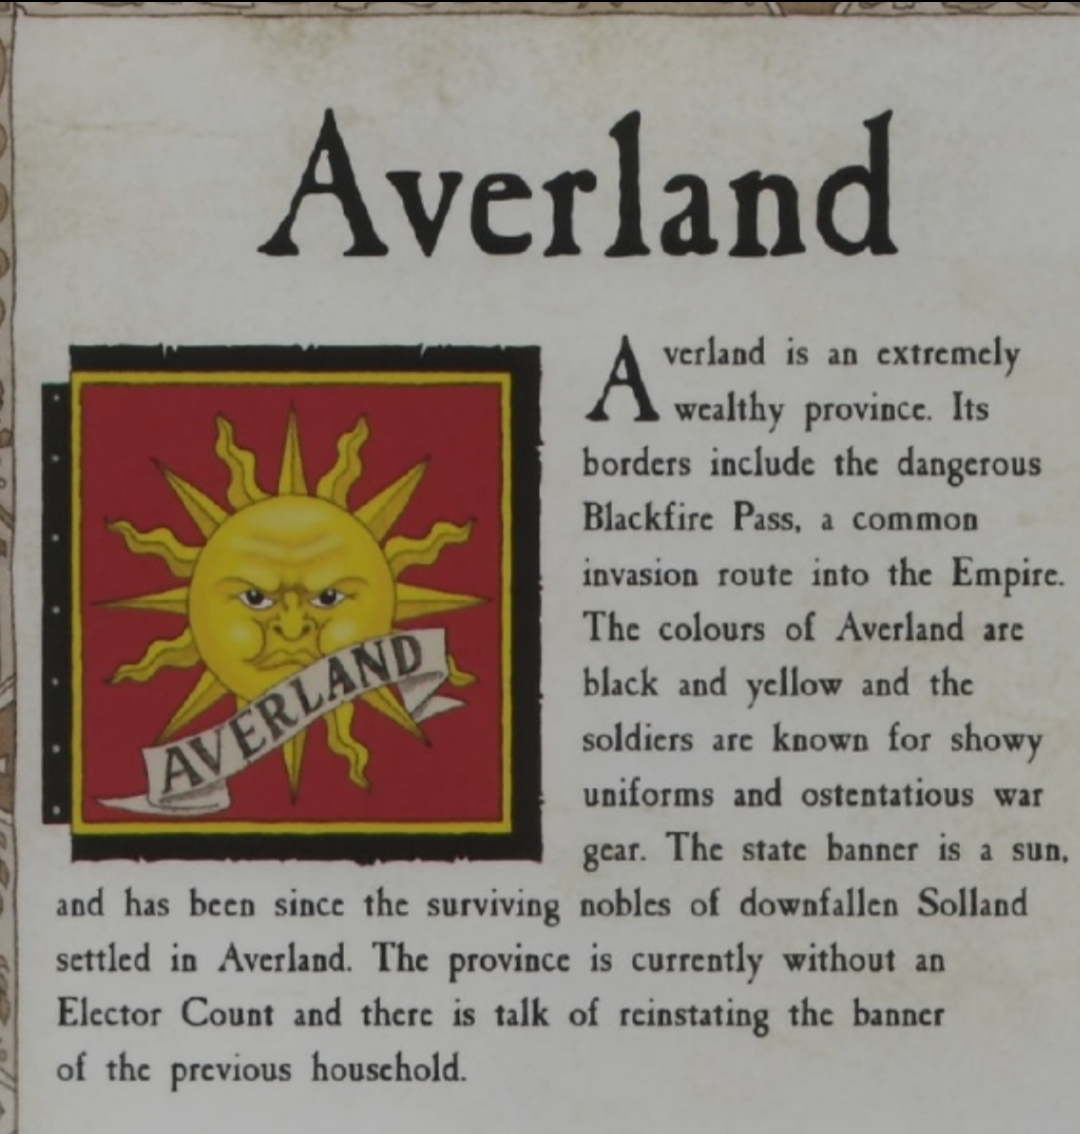 Averland
Averland is an extremely
wealthy province. Its
borders include the dangerous
Blackfire Pass, a common
invasion route into the Empire.
The colours of Averland are
black and yellow and the
soldiers are known for showy
uniforms and ostentatious war
gear. The state banner is a sun,
and has been since the surviving nobles of downfallen Solland
settled in Averland. The province is currently without an
Elector Count and there is talk of reinstating the banner
of the previous household.
AVERLAND